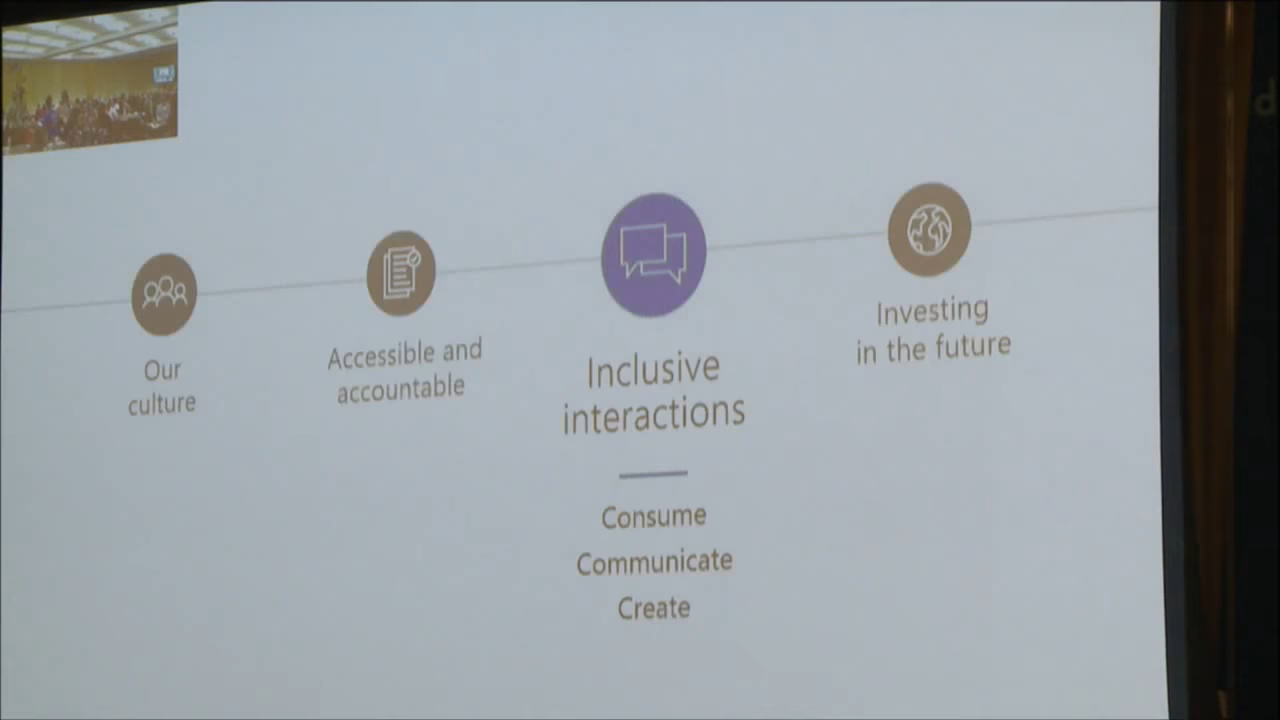 Our
culture
Accessible and
accountable
Inclusive
interactions
Consume
Communicate
Create
Investing
in the future
d